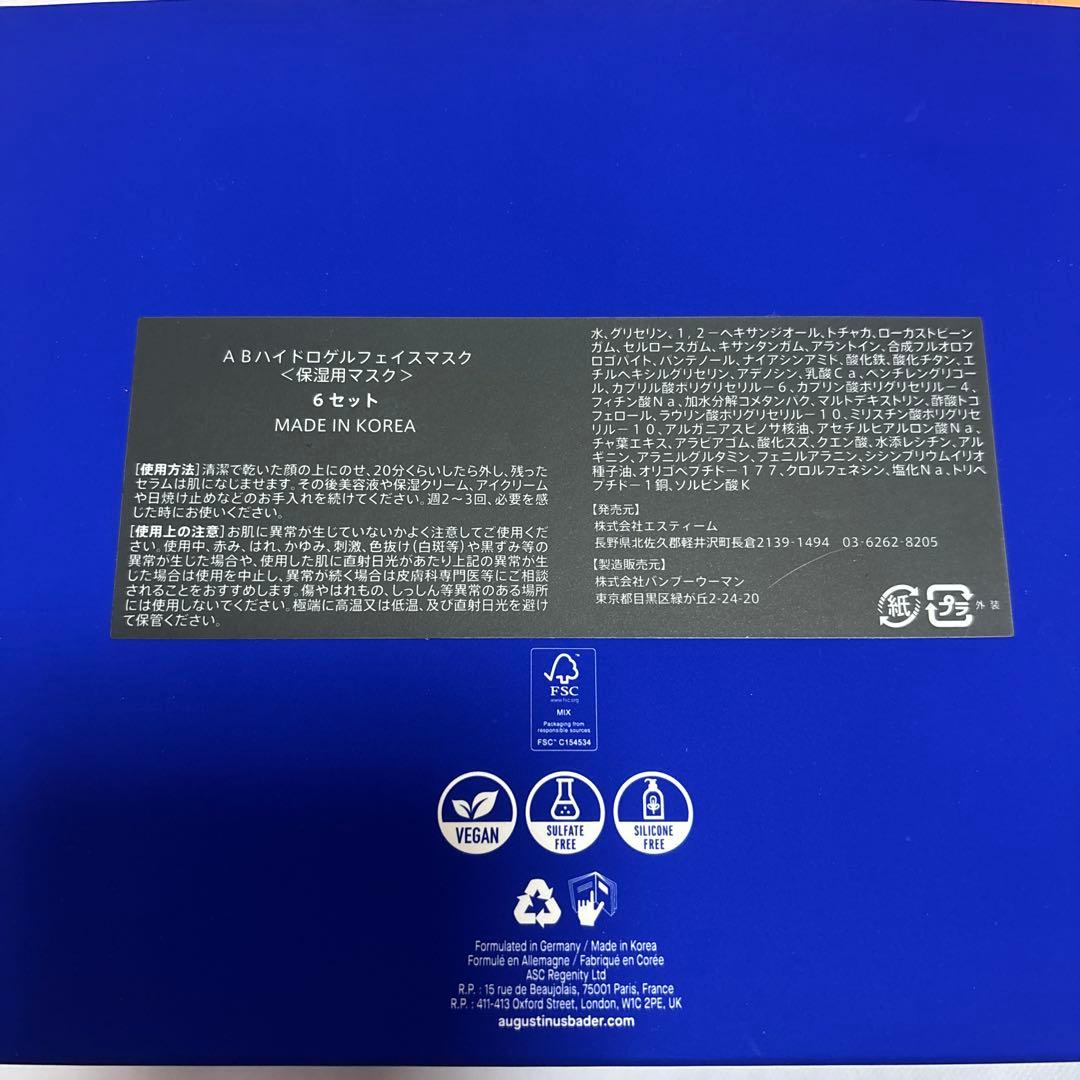 ABハイドロゲルフェイスマスク
＜保湿用マスク＞
6セット
MADE IN KOREA
[使用方法]清潔で乾いた顔の上にのせ、20分くらいしたら外し、残った
セラムは肌になじませます。その後美容液や保湿クリーム、アイクリーム
や日焼け止めなどのお手入れを続けてください。週2～3回、必要を感
じた時にお使いください。
[使用上の注意]お肌に異常が生じていないかよく注意してご使用くだ
さい。使用中、赤み、はれ、かゆみ、刺激、色抜け(白斑等)や黒ずみ等の
異常が生じた場合や、使用した肌に直射日光があたり上記の異常が生
じた場合は使用を中止し、異常が続く場合は皮膚科専門医等にご相談
されることをおすすめします。傷やはれもの、しっしん等異常のある場所
には使用しないでください。極端に高温又は低温、及び直射日光を避け
て保管ください。
水、グリセリン、1,2－ヘキサンジオール、トチャカ、ローカストビーン
ガム、セルロースガム、キサンタンガム、アラントイン、合成フルオロフ
ロゴパイト、パンテノール、ナイアシンアミド、酸化鉄、酸化チタン、エ
チルヘキシルグリセリン、アデノシン、乳酸Ca、ペンチレングリコー
ル、カプリル酸ポリグリセリル－6、カプリン酸ポリグリセリル－4、
フィチン酸Na、加水分解コメタンパク、マルトデキストリン、酢酸トコ
フェロール、ラウリン酸ポリグリセリル－10、ミリスチン酸ポリグリセ
リル－10、アルガニアスピノサ核油、アセチルヒアルロン酸Na、
チャ葉エキス、アラビアゴム、酸化スズ、クエン酸、水添レシチン、アル
ギニン、アラニルグルタミン、フェニルアラニン、シシンブリウムイリオ
種子油、オリゴペプチド－177、クロルフェネシン、塩化Na、トリペ
プチド－1銅、ソルビン酸K
【発売元】
株式会社エスティーム
長野県北佐久郡軽井沢町長倉2139-1494 03-6262-8205
【製造販売元】
株式会社バンブーウーマン
東京都目黒区緑が丘2-24-20
紙 プラ 外装
FSC
www.fsc.org
MIX
Packaging from
responsible sources
FSC™ C154534
VEGAN
SULFATE
FREE
SILICONE
FREE
Formulated in Germany / Made in Korea
Formulé en Allemagne / Fabriqué en Corée
ASC Regenity Ltd
R.P. : 15 rue de Beaujolais, 75001 Paris, France
R.P. : 411-413 Oxford Street, London, W1C 2PE, UK
augustinusbader.com